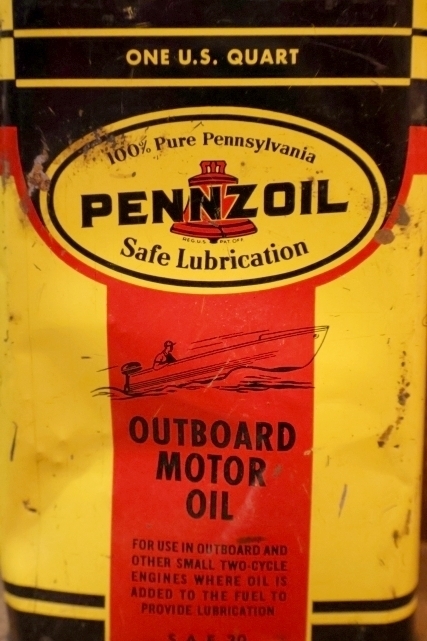 ONE U.S. QUART
100% Pure Pennsylvania
PENNZOIL
REG. U.S. PAT. OFF.
Safe Lubrication
OUTBOARD
MOTOR
OIL
FOR USE IN OUTBOARD AND
OTHER SMALL TWO-CYCLE
ENGINES WHERE OIL IS
ADDED TO THE FUEL TO
PROVIDE LUBRICATION
S.A.E. 30